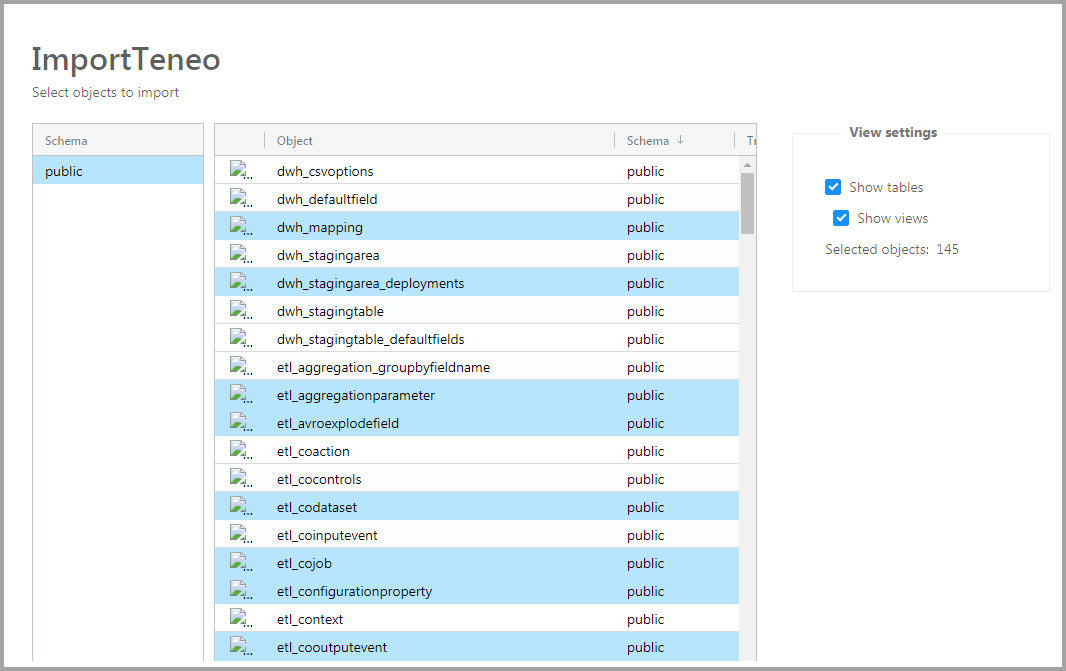 ImportTeneo
Select objects to import
Schema
public
Object Schema ↓ Tr
dwh_csvoptions public
dwh_defaultfield public
dwh_mapping public
dwh_stagingarea public
dwh_stagingarea_deployments public
dwh_stagingtable public
dwh_stagingtable_defaultfields public
etl_aggregation_groupbyfieldname public
etl_aggregationparameter public
etl_avroexplodefield public
etl_coaction public
etl_cocontrols public
etl_codataset public
etl_coinputevent public
etl_cojob public
etl_configurationproperty public
etl_context public
etl_cooutputevent public
View settings
Show tables
Show views
Selected objects: 145